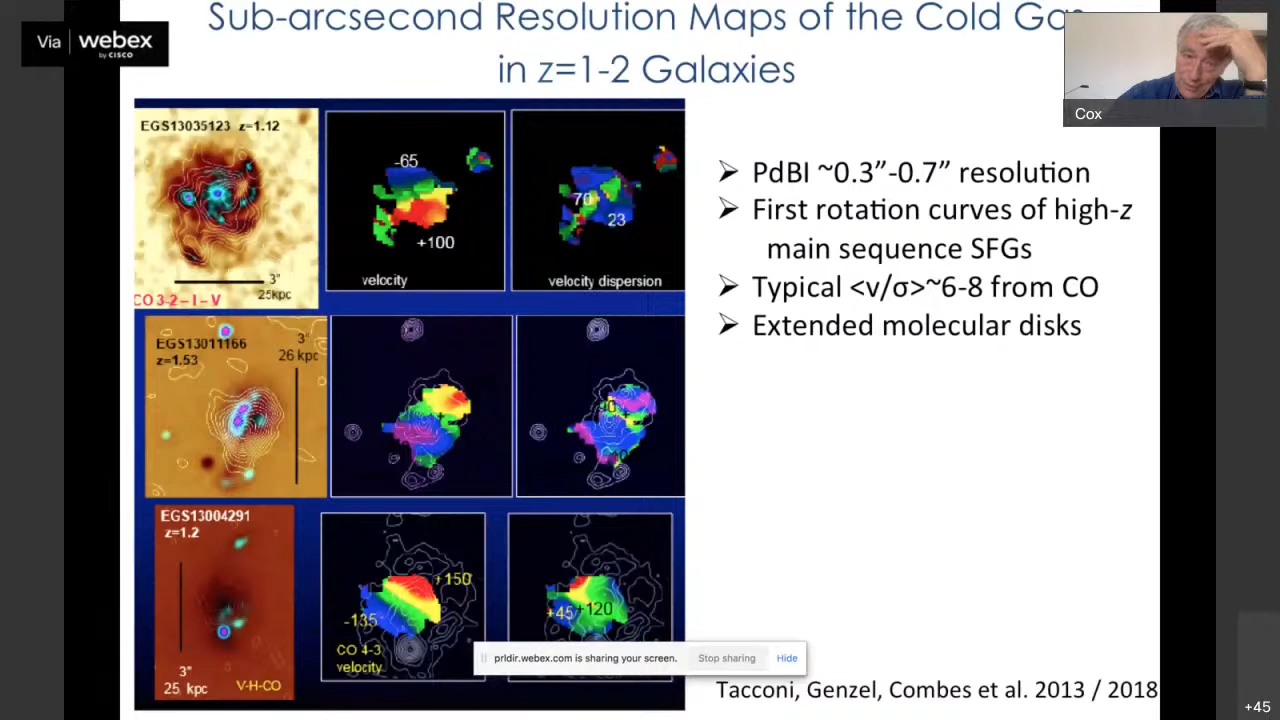 Sub-arcsecond Resolution Maps of the Cold Gas
in z=1-2 Galaxies
Via webex
by CISCO
Cox
EGS13035123 z=1.12
-65
+100
velocity
70
23
velocity dispersion
3"
25kpc
CO 3-2 – I – V
EGS13011166
z=1.53
3"
26 kpc
EGS13004291
z=1.2
3"
25 kpc
V-H-CO
+150
-135
CO 4-3
velocity
+45
+120
➢ PdBI ~0.3”-0.7” resolution
➢ First rotation curves of high-z
main sequence SFGs
➢ Typical <v/σ>~6-8 from CO
➢ Extended molecular disks
prldir.webex.com is sharing your screen.
Stop sharing
Hide
Tacconi, Genzel, Combes et al. 2013 / 2018
+45